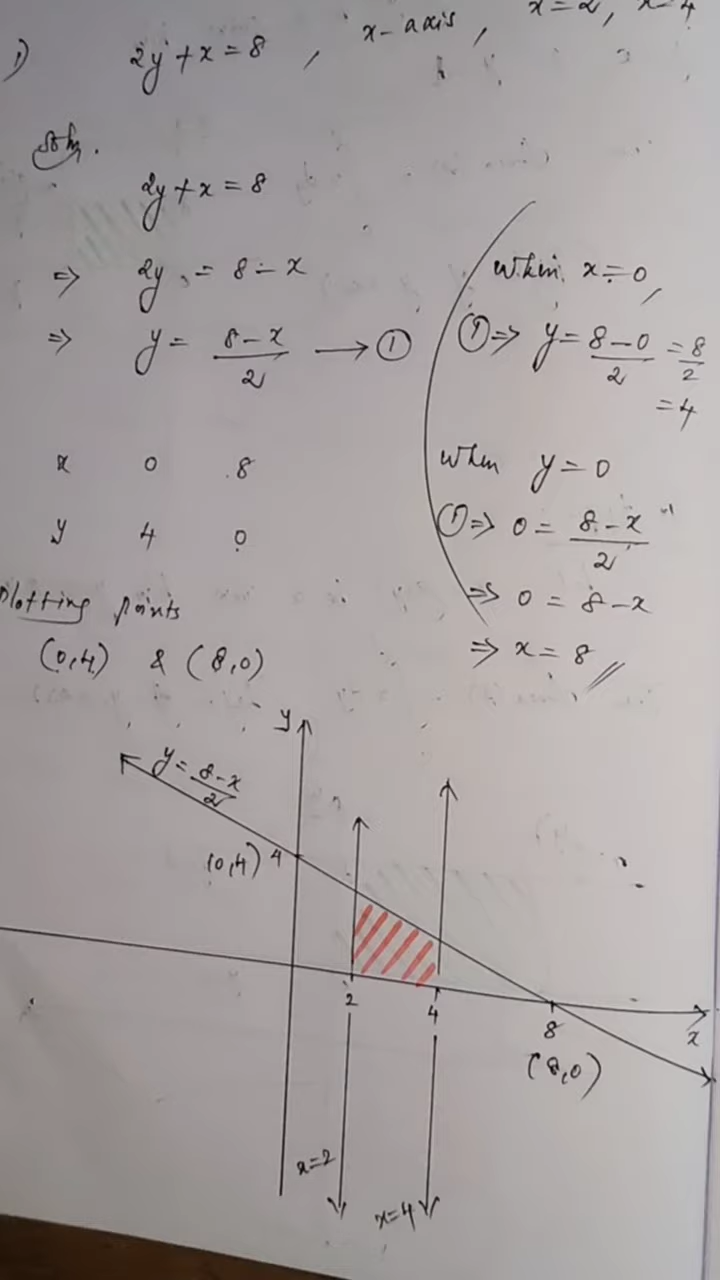 1) 2y + x = 8 , x-axis , x = 2, x = 4
Soln.
2y + x = 8
⇒ 2y = 8 - x
⇒ y = (8-x)/2 → ①
x 0 8
y 4 0
Plotting points
(0,4) & (8,0)
When x = 0,
① ⇒ y = (8-0)/2 = 8/2
= 4
When y = 0
① ⇒ 0 = (8-x)/2
⇒ 0 = 8 - x
⇒ x = 8 //
y
y = (8-x)/2
(0,4) 4
2 4 8
x
(8,0)
x=2
x=4